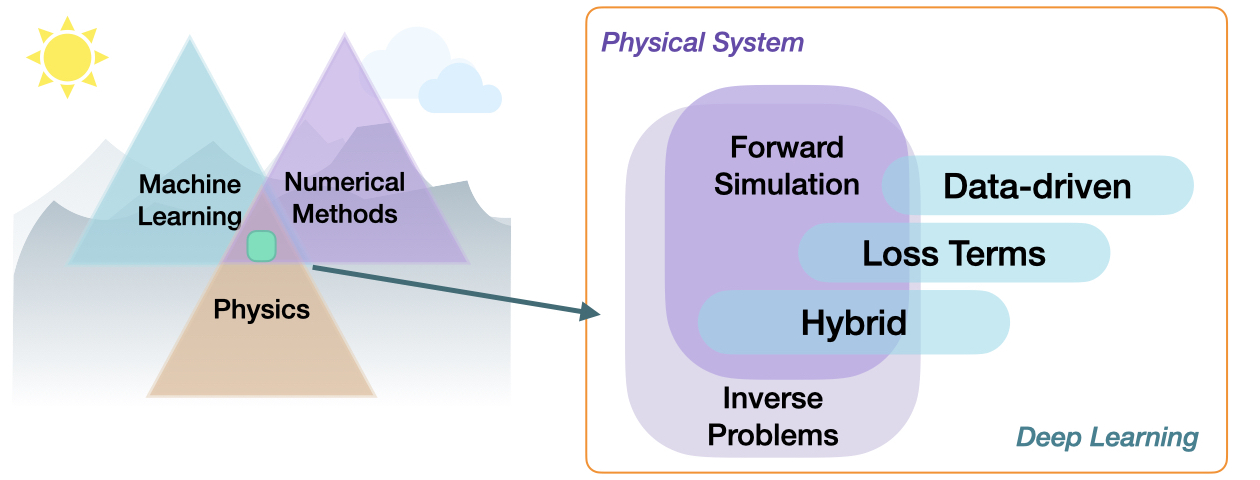 Machine
Learning
Numerical
Methods
Physics
Physical System
Forward
Simulation
Data-driven
Loss Terms
Hybrid
Inverse
Problems
Deep Learning